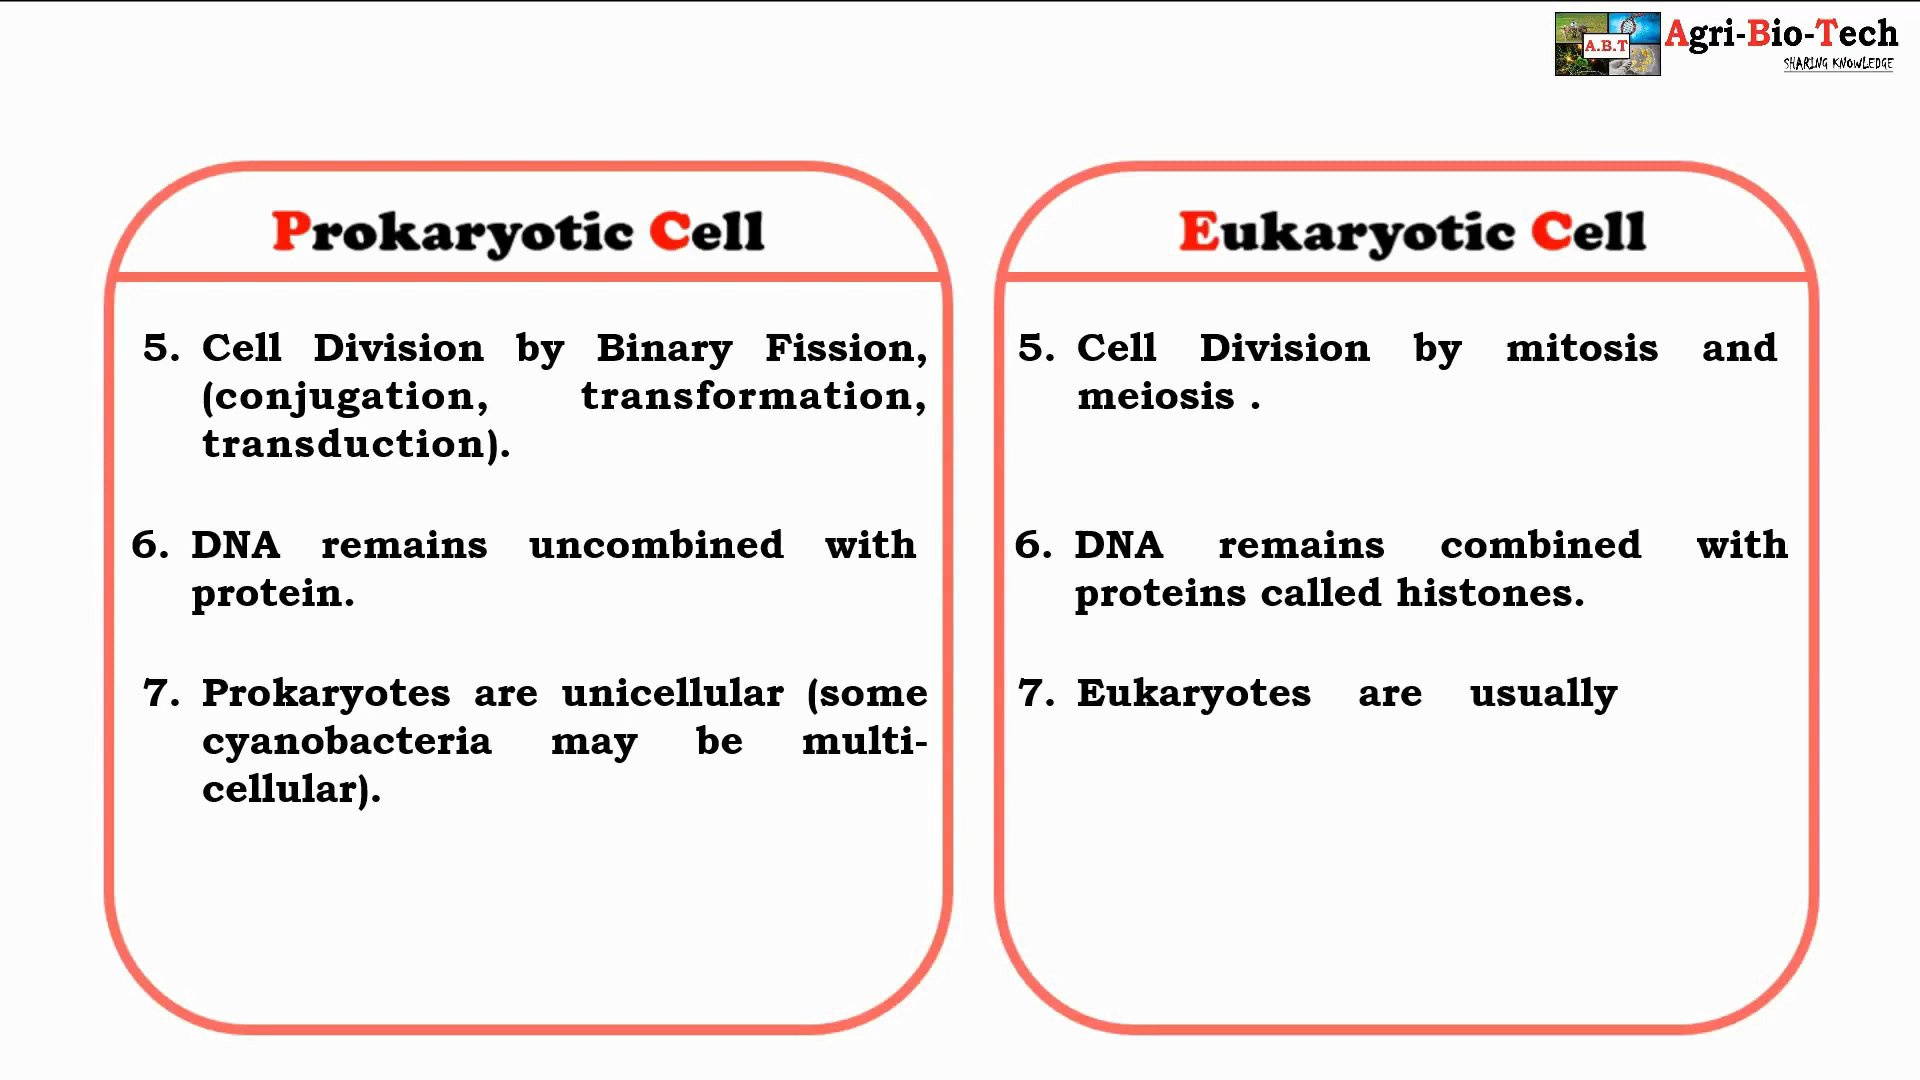 A.B.T
Agri-Bio-Tech
SHARING KNOWLEDGE
Prokaryotic Cell
5. Cell Division by Binary Fission,
(conjugation, transformation,
transduction).
6. DNA remains uncombined with
protein.
7. Prokaryotes are unicellular (some
cyanobacteria may be multi-
cellular).
Eukaryotic Cell
5. Cell Division by mitosis and
meiosis .
6. DNA remains combined with
proteins called histones.
7. Eukaryotes are usually